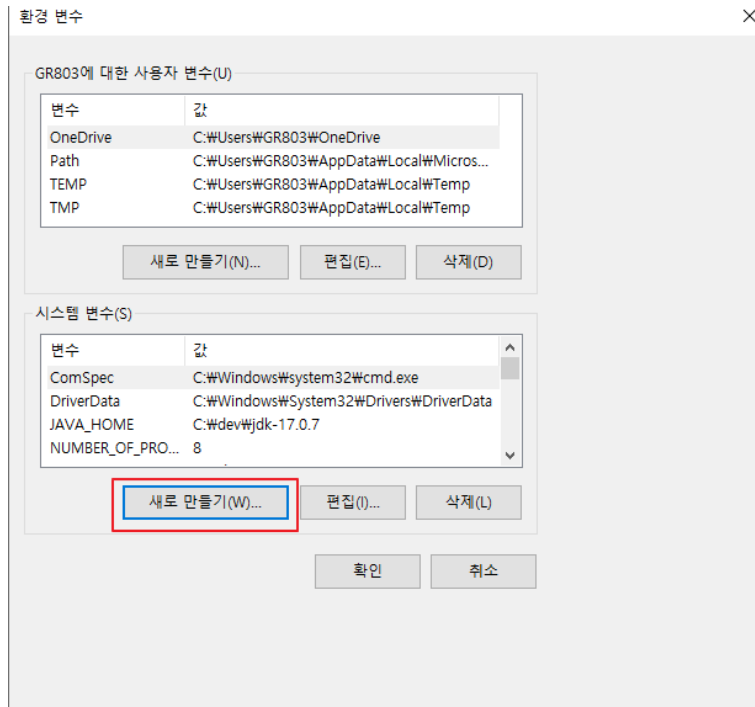 환경 변수
GR803에 대한 사용자 변수(U)
변수 값
OneDrive C:₩Users₩GR803₩OneDrive
Path C:₩Users₩GR803₩AppData₩Local₩Micros...
TEMP C:₩Users₩GR803₩AppData₩Local₩Temp
TMP C:₩Users₩GR803₩AppData₩Local₩Temp
새로 만들기(N)... 편집(E)... 삭제(D)
시스템 변수(S)
변수 값
ComSpec C:₩Windows₩system32₩cmd.exe
DriverData C:₩Windows₩System32₩Drivers₩DriverData
JAVA_HOME C:₩dev₩jdk-17.0.7
NUMBER_OF_PRO... 8
새로 만들기(W)... 편집(I)... 삭제(L)
확인 취소